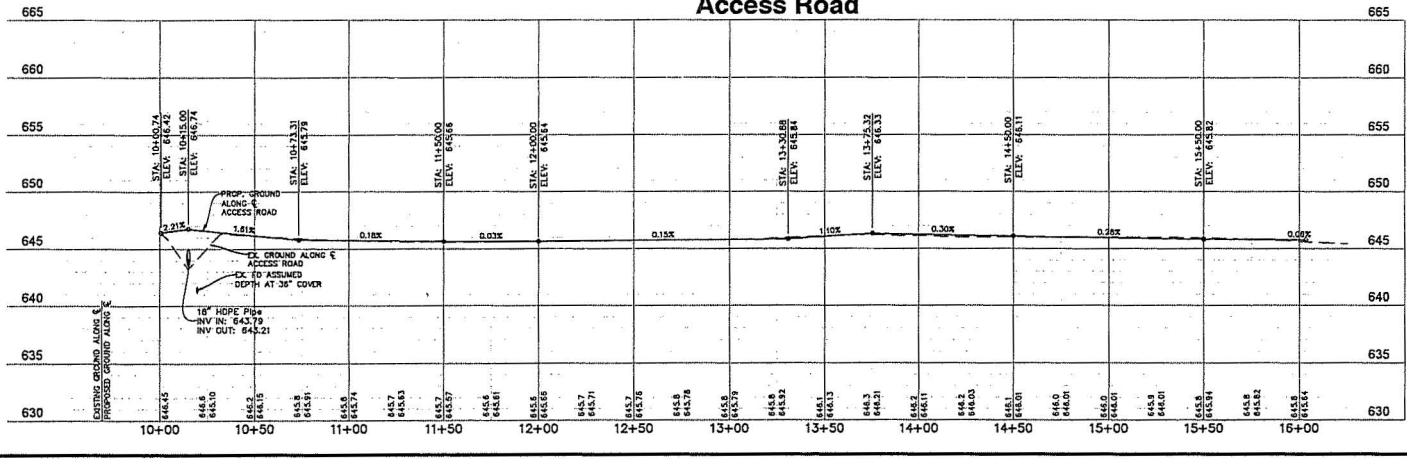 Access Road
665 665
660 660
655 655
650 650
645 645
640 640
635 635
630 630
STA: 10+00.74
ELEV: 646.42
STA: 10+15.00
ELEV: 646.74
STA: 10+73.31
ELEV: 645.79
STA: 11+50.00
ELEV: 645.66
STA: 12+00.00
ELEV: 645.64
STA: 13+30.88
ELEV: 645.84
STA: 13+75.32
ELEV: 646.33
STA: 14+50.00
ELEV: 646.11
STA: 15+50.00
ELEV: 645.82
PROP. GROUND
ALONG ℄
ACCESS ROAD
2.21% 1.61% 0.18% 0.03% 0.15% 1.10% 0.30% 0.28% 0.06%
EX. GROUND ALONG ℄
ACCESS ROAD
EX. FO ASSUMED
DEPTH AT 36" COVER
18" HDPE Pipe
INV IN: 643.79
INV OUT: 643.21
EXISTING GROUND ALONG ℄
PROPOSED GROUND ALONG ℄
646.45
646.6 645.10
646.2 646.15
645.8 645.91
645.8 645.74
645.7 645.63
645.7 645.57
645.6 645.61
645.6 645.66
645.7 645.71
645.7 645.76
645.8 645.78
645.8 645.79
645.8 645.92
646.1 646.13
646.3 646.21
646.2 646.11
646.2 646.03
646.1 646.01
646.0 646.01
646.0 646.01
645.9 646.01
645.8 645.94
645.8 645.82
645.8 645.64
10+00 10+50 11+00 11+50 12+00 12+50 13+00 13+50 14+00 14+50 15+00 15+50 16+00